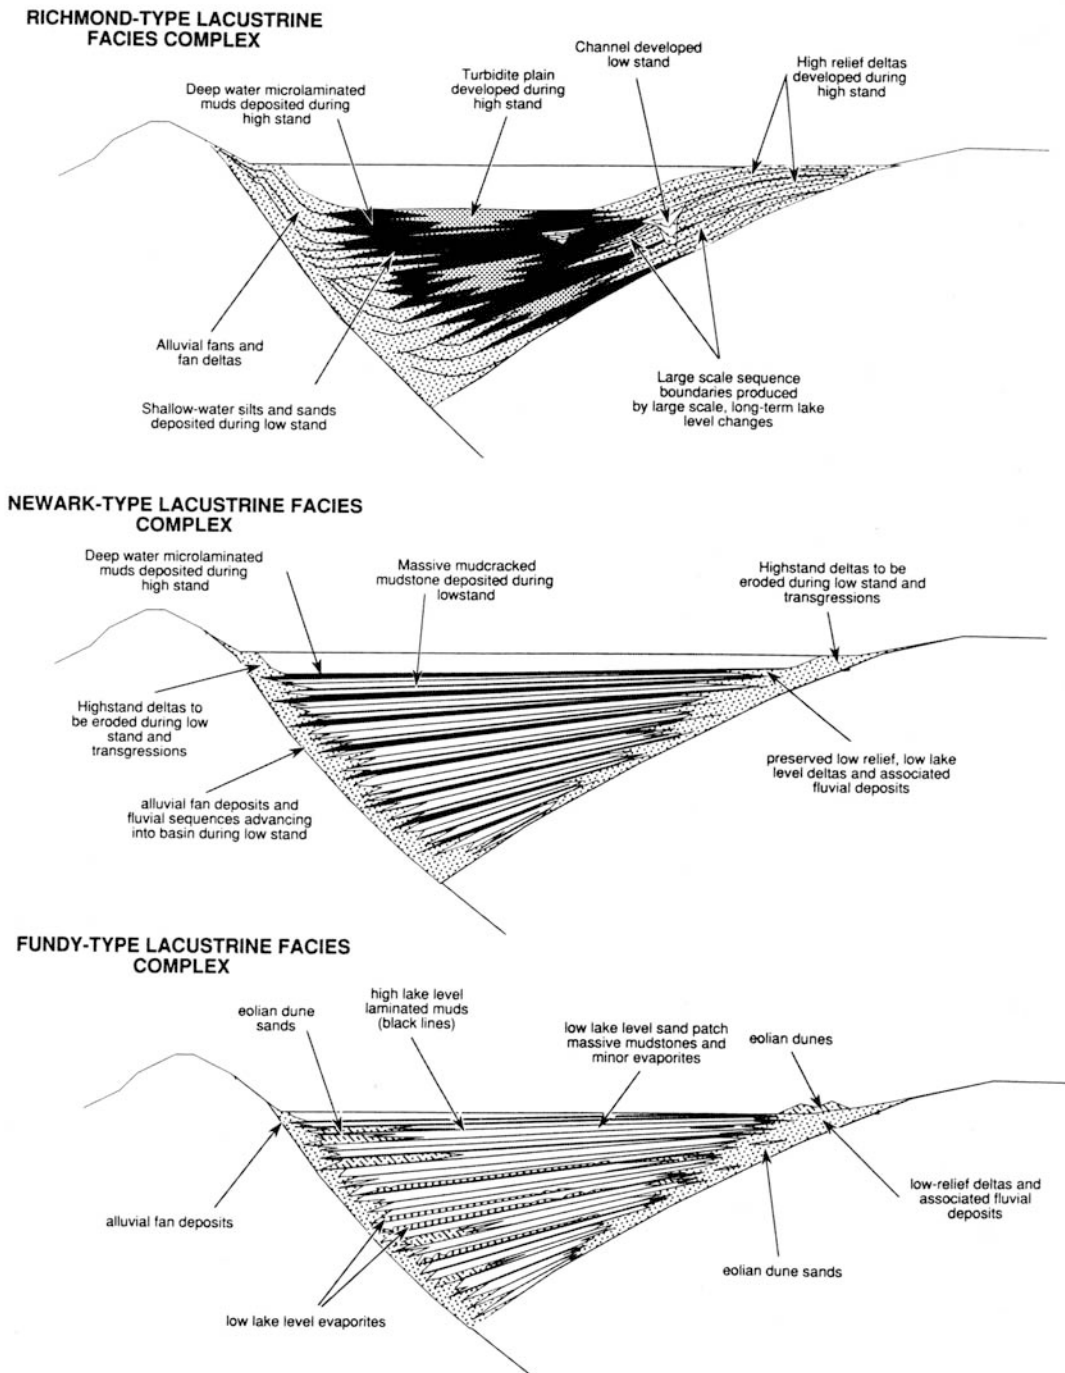 RICHMOND-TYPE LACUSTRINE
FACIES COMPLEX
Deep water microlaminated
muds deposited during
high stand
Turbidite plain
developed during
high stand
Channel developed
low stand
High relief deltas
developed during
high stand
Alluvial fans and
fan deltas
Shallow-water silts and sands
deposited during low stand
Large scale sequence
boundaries produced
by large scale, long-term lake
level changes
NEWARK-TYPE LACUSTRINE FACIES
COMPLEX
Deep water microlaminated
muds deposited during
high stand
Massive mudcracked
mudstone deposited during
lowstand
Highstand deltas to be
eroded during low stand and
transgressions
Highstand deltas to
be eroded during low
stand and
transgressions
alluvial fan deposits and
fluvial sequences advancing
into basin during low stand
preserved low relief, low lake
level deltas and associated
fluvial deposits
FUNDY-TYPE LACUSTRINE FACIES
COMPLEX
eolian dune
sands
high lake level
laminated muds
(black lines)
low lake level sand patch
massive mudstones and
minor evaporites
eolian dunes
alluvial fan deposits
low lake level evaporites
low-relief deltas and
associated fluvial
deposits
eolian dune sands